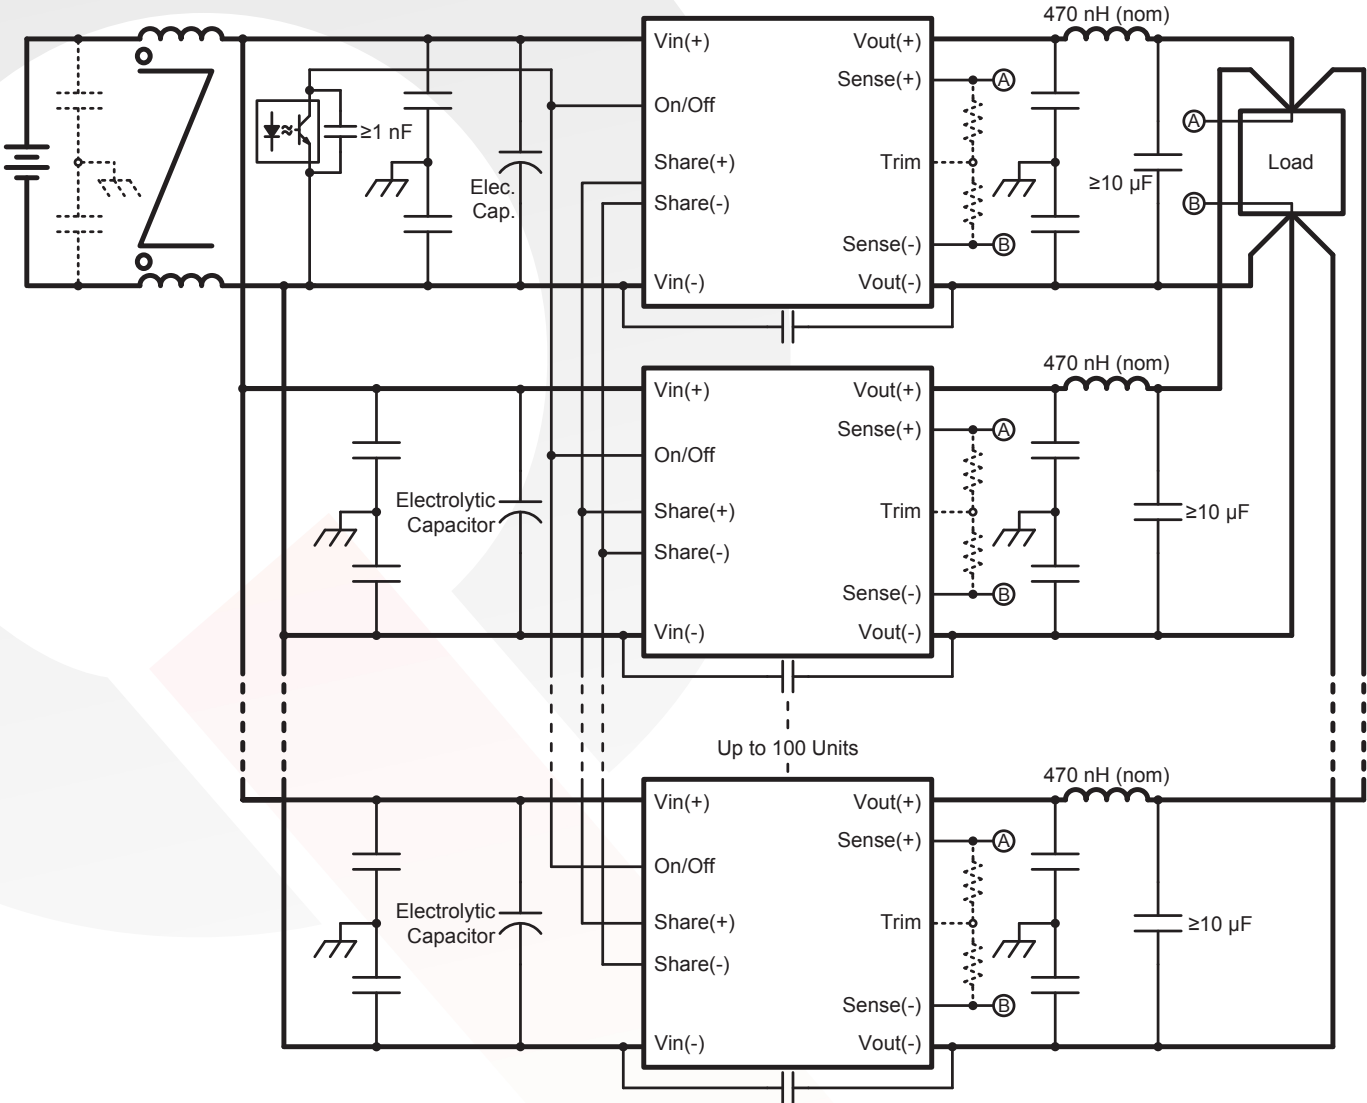 470 nH (nom)
Vin(+)
Vout(+)
Sense(+)
A
On/Off
≥1 nF
A
Share(+)
Trim
Load
Elec.
Cap.
≥10 µF
Share(-)
B
Sense(-)
B
Vin(-)
Vout(-)
470 nH (nom)
Vin(+)
Vout(+)
Sense(+)
A
On/Off
Electrolytic
Capacitor
Share(+)
Trim
≥10 µF
Share(-)
Sense(-)
B
Vin(-)
Vout(-)
Up to 100 Units
470 nH (nom)
Vin(+)
Vout(+)
Sense(+)
A
On/Off
Electrolytic
Capacitor
Share(+)
Trim
≥10 µF
Share(-)
Sense(-)
B
Vin(-)
Vout(-)